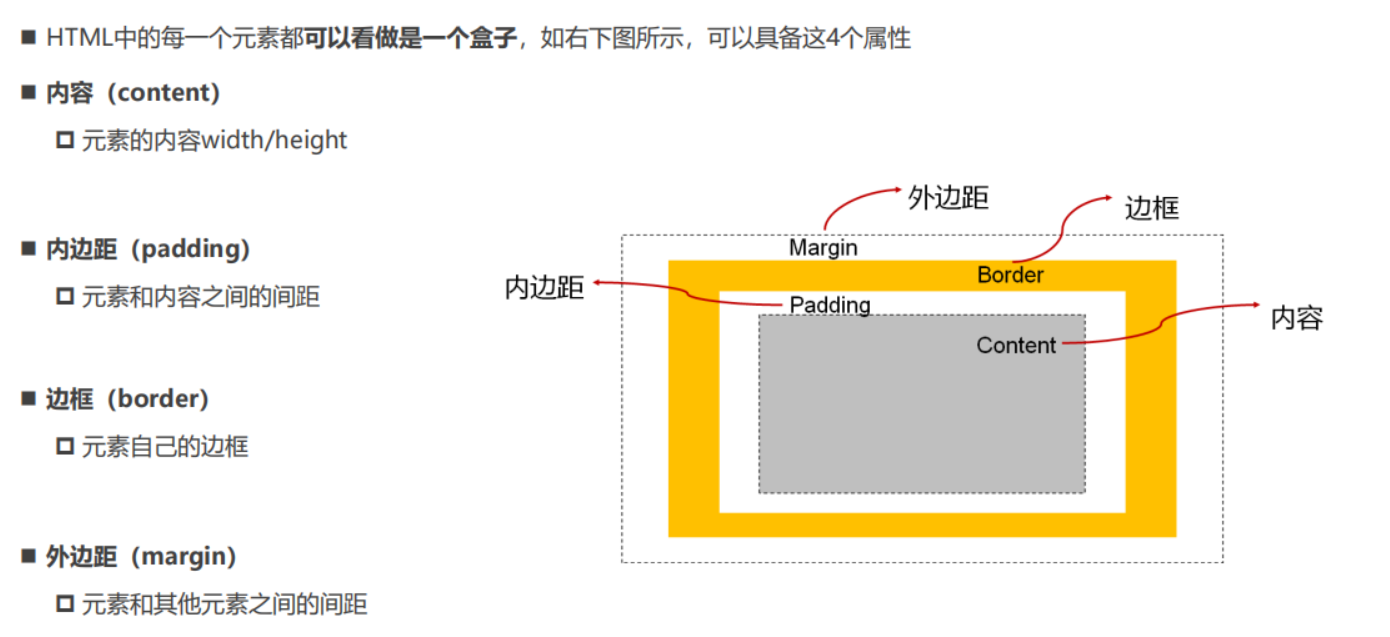 HTML中的每一个元素都可以看做是一个盒子，如右下图所示，可以具备这4个属性
内容（content）
元素的内容width/height
内边距（padding）
元素和内容之间的间距
边框（border）
元素自己的边框
外边距（margin）
元素和其他元素之间的间距
外边距
边框
Margin
Border
内边距
Padding
内容
Content